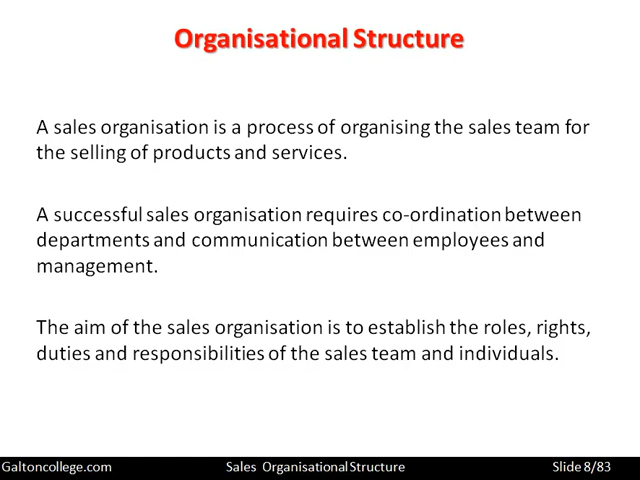 Organisational Structure
A sales organisation is a process of organising the sales team for
the selling of products and services.
A successful sales organisation requires co-ordination between
departments and communication between employees and
management.
The aim of the sales organisation is to establish the roles, rights,
duties and responsibilities of the sales team and individuals.
Galtoncollege.com Sales Organisational Structure Slide 8/83